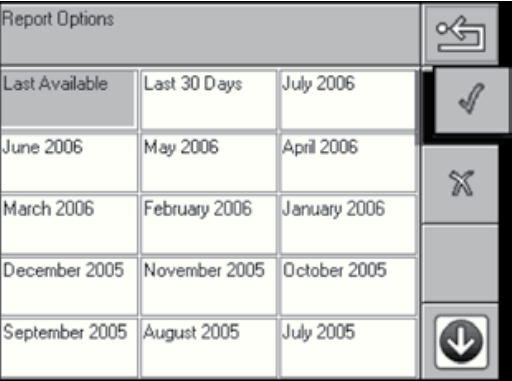 Report Options
Last Available
Last 30 Days
July 2006
June 2006
May 2006
April 2006
March 2006
February 2006
January 2006
December 2005
November 2005
October 2005
September 2005
August 2005
July 2005